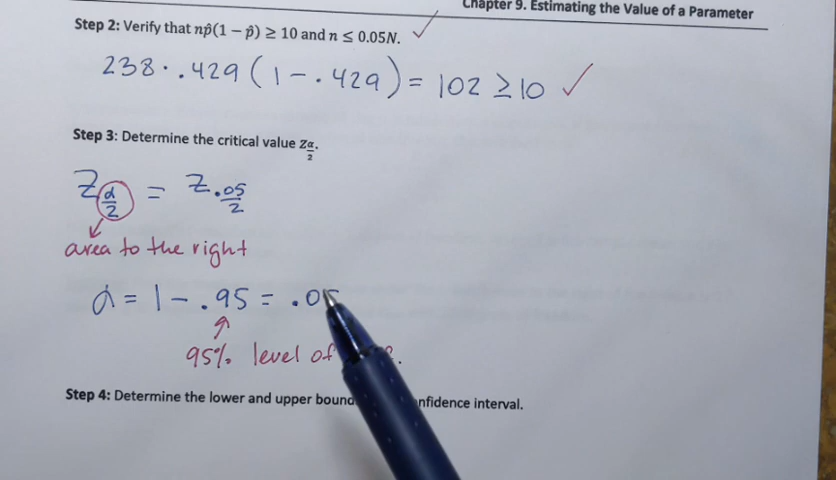 Chapter 9. Estimating the Value of a Parameter
Step 2: Verify that np̂(1 − p̂) ≥ 10 and n ≤ 0.05N. ✓
238 · .429 (1 - .429) = 102 ≥ 10 ✓
Step 3: Determine the critical value Zα/2.
Zα/2 = Z.05/2
area to the right
α = 1 - .95 = .05
95% level of
Step 4: Determine the lower and upper bound nfidence interval.